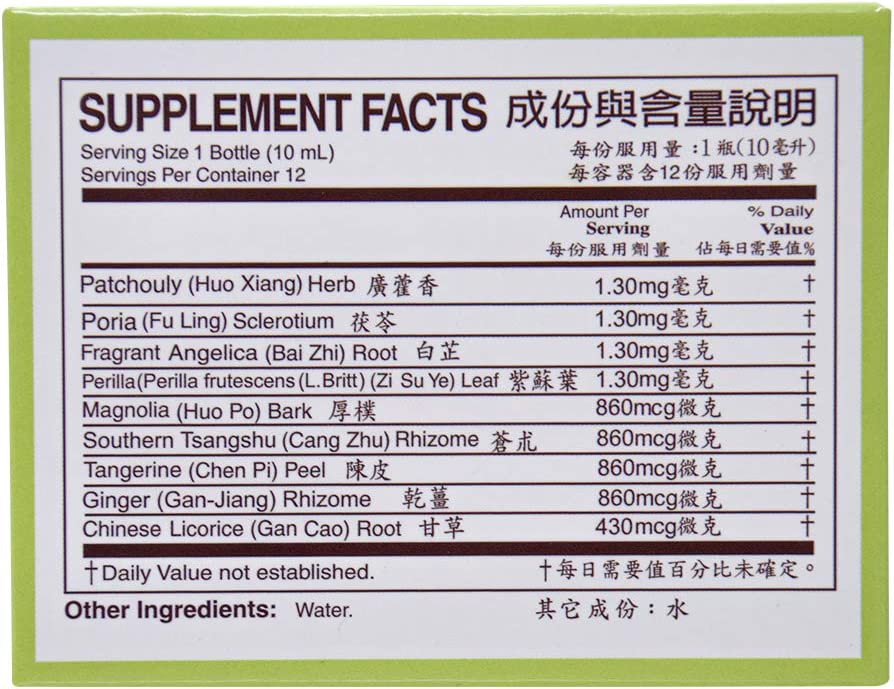 SUPPLEMENT FACTS 成份與含量說明
Serving Size 1 Bottle (10 mL) 每份服用量：1瓶(10毫升)
Servings Per Container 12 每容器含12份服用劑量
Amount Per % Daily
Serving Value
每份服用劑量 佔每日需要值%
Patchouly (Huo Xiang) Herb 廣藿香 1.30mg毫克 †
Poria (Fu Ling) Sclerotium 茯苓 1.30mg毫克 †
Fragrant Angelica (Bai Zhi) Root 白芷 1.30mg毫克 †
Perilla(Perilla frutescens (L.Britt) (Zi Su Ye) Leaf 紫蘇葉 1.30mg毫克 †
Magnolia (Huo Po) Bark 厚樸 860mcg微克 †
Southern Tsangshu (Cang Zhu) Rhizome 蒼朮 860mcg微克 †
Tangerine (Chen Pi) Peel 陳皮 860mcg微克 †
Ginger (Gan-Jiang) Rhizome 乾薑 860mcg微克 †
Chinese Licorice (Gan Cao) Root 甘草 430mcg微克 †
†Daily Value not established. †每日需要值百分比未確定。
Other Ingredients: Water. 其它成份：水